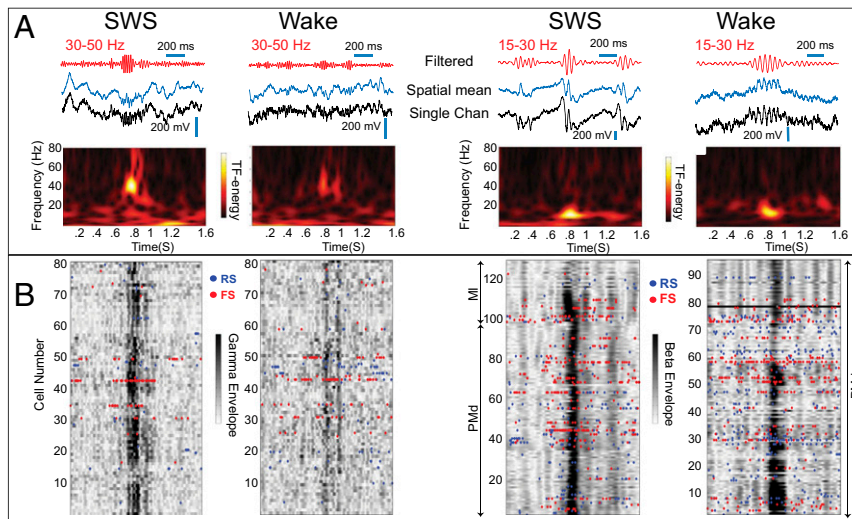 A
SWS
Wake
SWS
Wake
30-50 Hz
200 ms
30-50 Hz
200 ms
Filtered
15-30 Hz
200 ms
15-30 Hz
200 ms
Spatial mean
Single Chan
200 mV
200 mV
200 mV
200 mV
Frequency (Hz)
80
60
40
20
TF-energy
80
60
40
20
TF-energy
.2 .4 .6 .8 1 1.2 1.6
Time(S)
.2 .4 .6 .8 1 1.2 1.6
Time(S)
.2 .4 .6 .8 1 1.2 1.6
Time(S)
.2 .4 .6 .8 1 1.2 1.6
Time(S)
B
Cell Number
80
70
60
50
40
30
20
10
RS
FS
Gamma Envelope
80
70
60
50
40
30
20
10
MI
PMd
120
100
80
60
40
20
RS
FS
Beta Envelope
90
80
70
60
50
40
30
20
10